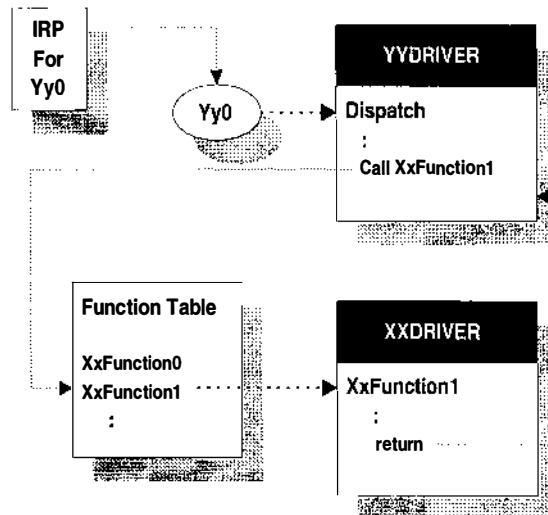 IRP
For
Yy0
Yy0
YYDRIVER
Dispatch
:
Call XxFunction1
Function Table
XxFunction0
XxFunction1
:
XXDRIVER
XxFunction1
:
return